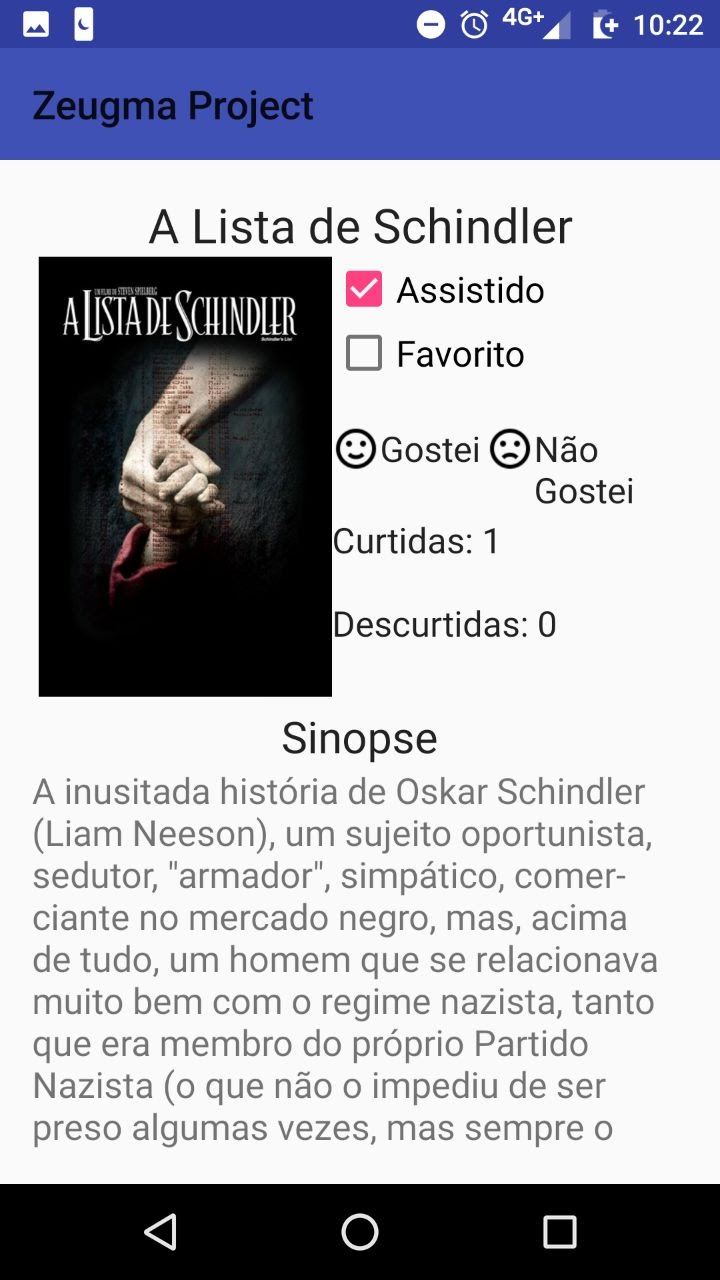 4G+ 10:22
Zeugma Project
A Lista de Schindler
UM FILME DE STEVEN SPIELBERG
A LISTA DE SCHINDLER
Schindler's List
Assistido
Favorito
Gostei Não
Gostei
Curtidas: 1
Descurtidas: 0
Sinopse
A inusitada história de Oskar Schindler
(Liam Neeson), um sujeito oportunista,
sedutor, "armador", simpático, comer-
ciante no mercado negro, mas, acima
de tudo, um homem que se relacionava
muito bem com o regime nazista, tanto
que era membro do próprio Partido
Nazista (o que não o impediu de ser
preso algumas vezes, mas sempre o